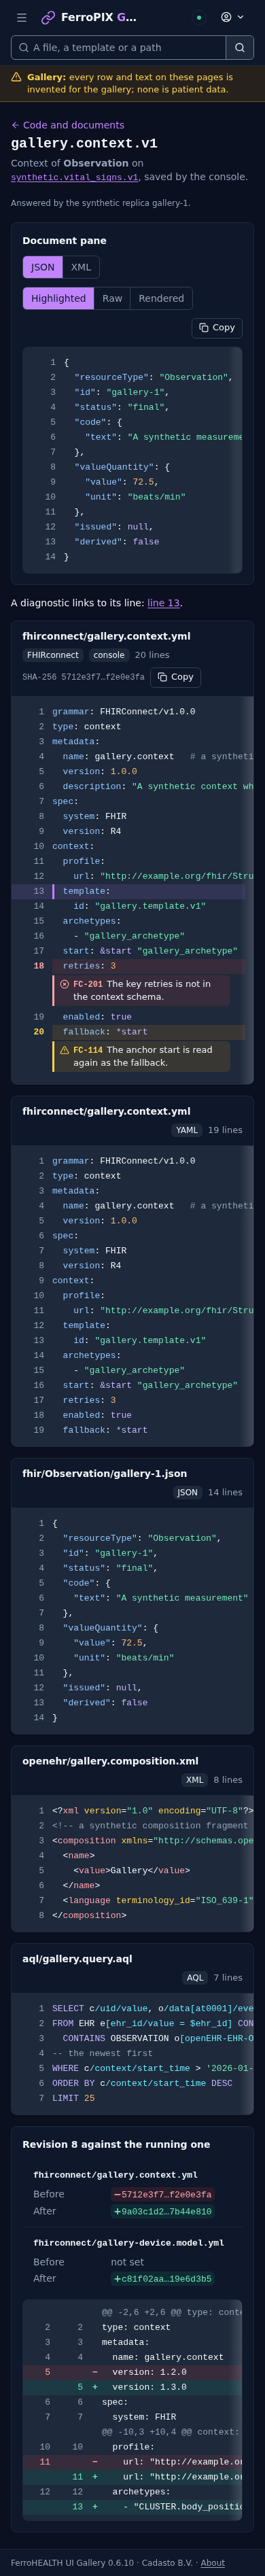 FerroPIX G…
A file, a template or a path
Gallery: every row and text on these pages is
invented for the gallery; none is patient data.
← Code and documents
gallery.context.v1
Context of Observation on
synthetic.vital_signs.v1, saved by the console.
Answered by the synthetic replica gallery-1.
Document pane
JSON XML
Highlighted Raw Rendered
Copy
1 {
2 "resourceType": "Observation",
3 "id": "gallery-1",
4 "status": "final",
5 "code": {
6 "text": "A synthetic measureme
7 },
8 "valueQuantity": {
9 "value": 72.5,
10 "unit": "beats/min"
11 },
12 "issued": null,
13 "derived": false
14 }
A diagnostic links to its line: line 13.
fhirconnect/gallery.context.yml
FHIRconnect console 20 lines
SHA-256 5712e3f7…f2e0e3fa Copy
1 grammar: FHIRConnect/v1.0.0
2 type: context
3 metadata:
4 name: gallery.context # a syntheti
5 version: 1.0.0
6 description: "A synthetic context wh
7 spec:
8 system: FHIR
9 version: R4
10 context:
11 profile:
12 url: "http://example.org/fhir/Stru
13 template:
14 id: "gallery.template.v1"
15 archetypes:
16 - "gallery_archetype"
17 start: &start "gallery_archetype"
18 retries: 3
FC-201 The key retries is not in
the context schema.
19 enabled: true
20 fallback: *start
FC-114 The anchor start is read
again as the fallback.
fhirconnect/gallery.context.yml
YAML 19 lines
1 grammar: FHIRConnect/v1.0.0
2 type: context
3 metadata:
4 name: gallery.context # a syntheti
5 version: 1.0.0
6 spec:
7 system: FHIR
8 version: R4
9 context:
10 profile:
11 url: "http://example.org/fhir/Stru
12 template:
13 id: "gallery.template.v1"
14 archetypes:
15 - "gallery_archetype"
16 start: &start "gallery_archetype"
17 retries: 3
18 enabled: true
19 fallback: *start
fhir/Observation/gallery-1.json
JSON 14 lines
1 {
2 "resourceType": "Observation",
3 "id": "gallery-1",
4 "status": "final",
5 "code": {
6 "text": "A synthetic measurement"
7 },
8 "valueQuantity": {
9 "value": 72.5,
10 "unit": "beats/min"
11 },
12 "issued": null,
13 "derived": false
14 }
openehr/gallery.composition.xml
XML 8 lines
1 <?xml version="1.0" encoding="UTF-8"?>
2 <!-- a synthetic composition fragment
3 <composition xmlns="http://schemas.ope
4 <name>
5 <value>Gallery</value>
6 </name>
7 <language terminology_id="ISO_639-1"
8 </composition>
aql/gallery.query.aql
AQL 7 lines
1 SELECT c/uid/value, o/data[at0001]/eve
2 FROM EHR e[ehr_id/value = $ehr_id] CON
3 CONTAINS OBSERVATION o[openEHR-EHR-O
4 -- the newest first
5 WHERE c/context/start_time > '2026-01-
6 ORDER BY c/context/start_time DESC
7 LIMIT 25
Revision 8 against the running one
fhirconnect/gallery.context.yml
Before −5712e3f7…f2e0e3fa
After +9a03c1d2…7b44e810
fhirconnect/gallery-device.model.yml
Before not set
After +c81f02aa…19e6d3b5
@@ -2,6 +2,6 @@ type: conte
2 2 type: context
3 3 metadata:
4 4 name: gallery.context
5 − version: 1.2.0
5 + version: 1.3.0
6 6 spec:
7 7 system: FHIR
@@ -10,3 +10,4 @@ context:
10 10 profile:
11 − url: "http://example.or
11 + url: "http://example.or
12 12 archetypes:
13 + - "CLUSTER.body_positio
FerroHEALTH UI Gallery 0.6.10 · Cadasto B.V. · About